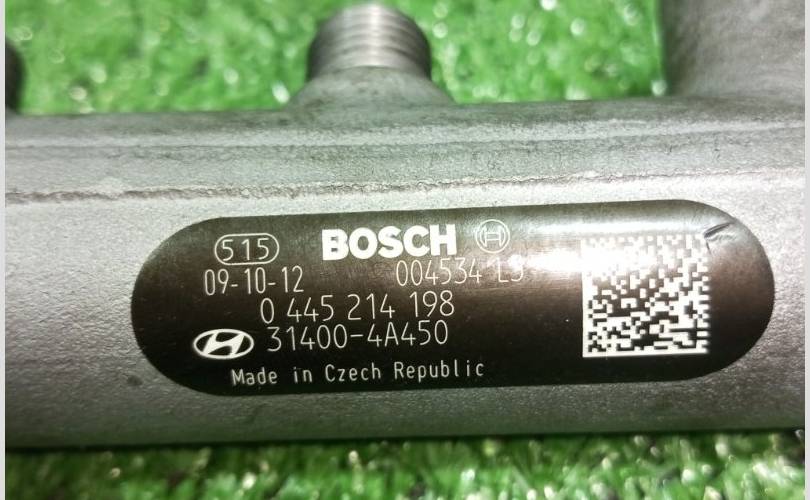 515 BOSCH
09-10-12 004534 L3
0 445 214 198
31400-4A450
Made in Czech Republic